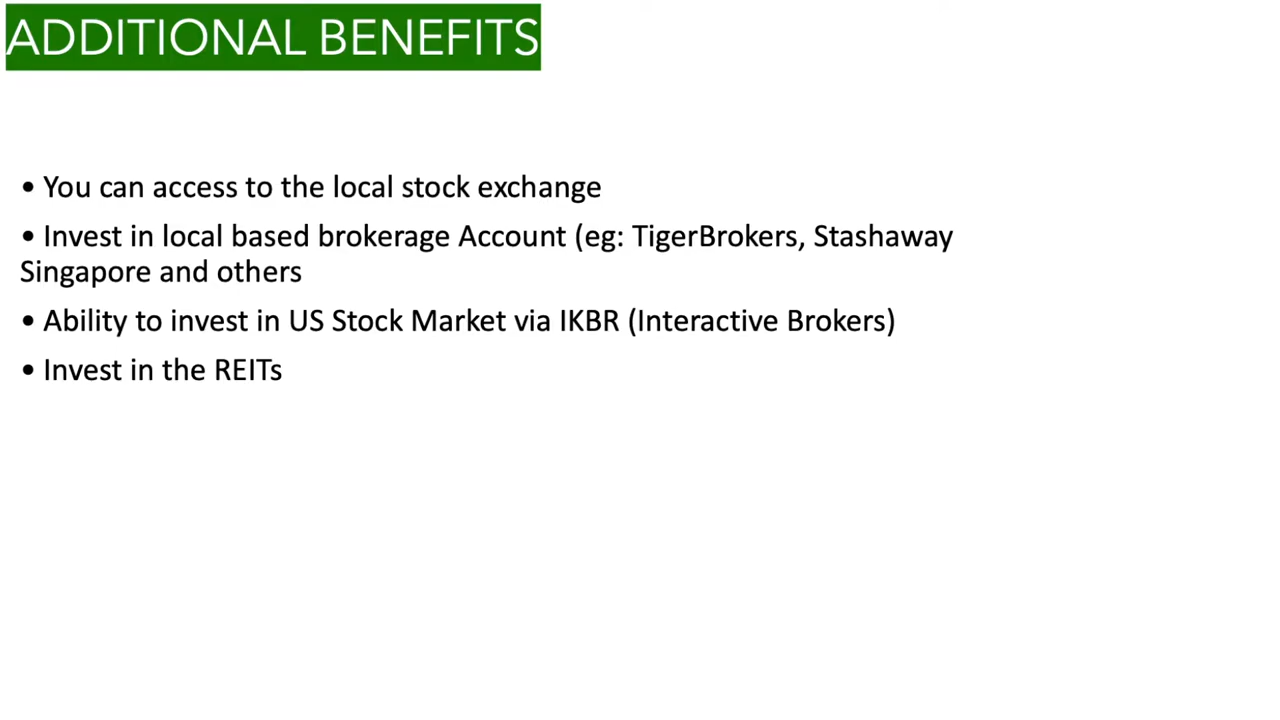 ADDITIONAL BENEFITS
• You can access to the local stock exchange
• Invest in local based brokerage Account (eg: TigerBrokers, Stashaway
Singapore and others
• Ability to invest in US Stock Market via IKBR (Interactive Brokers)
• Invest in the REITs